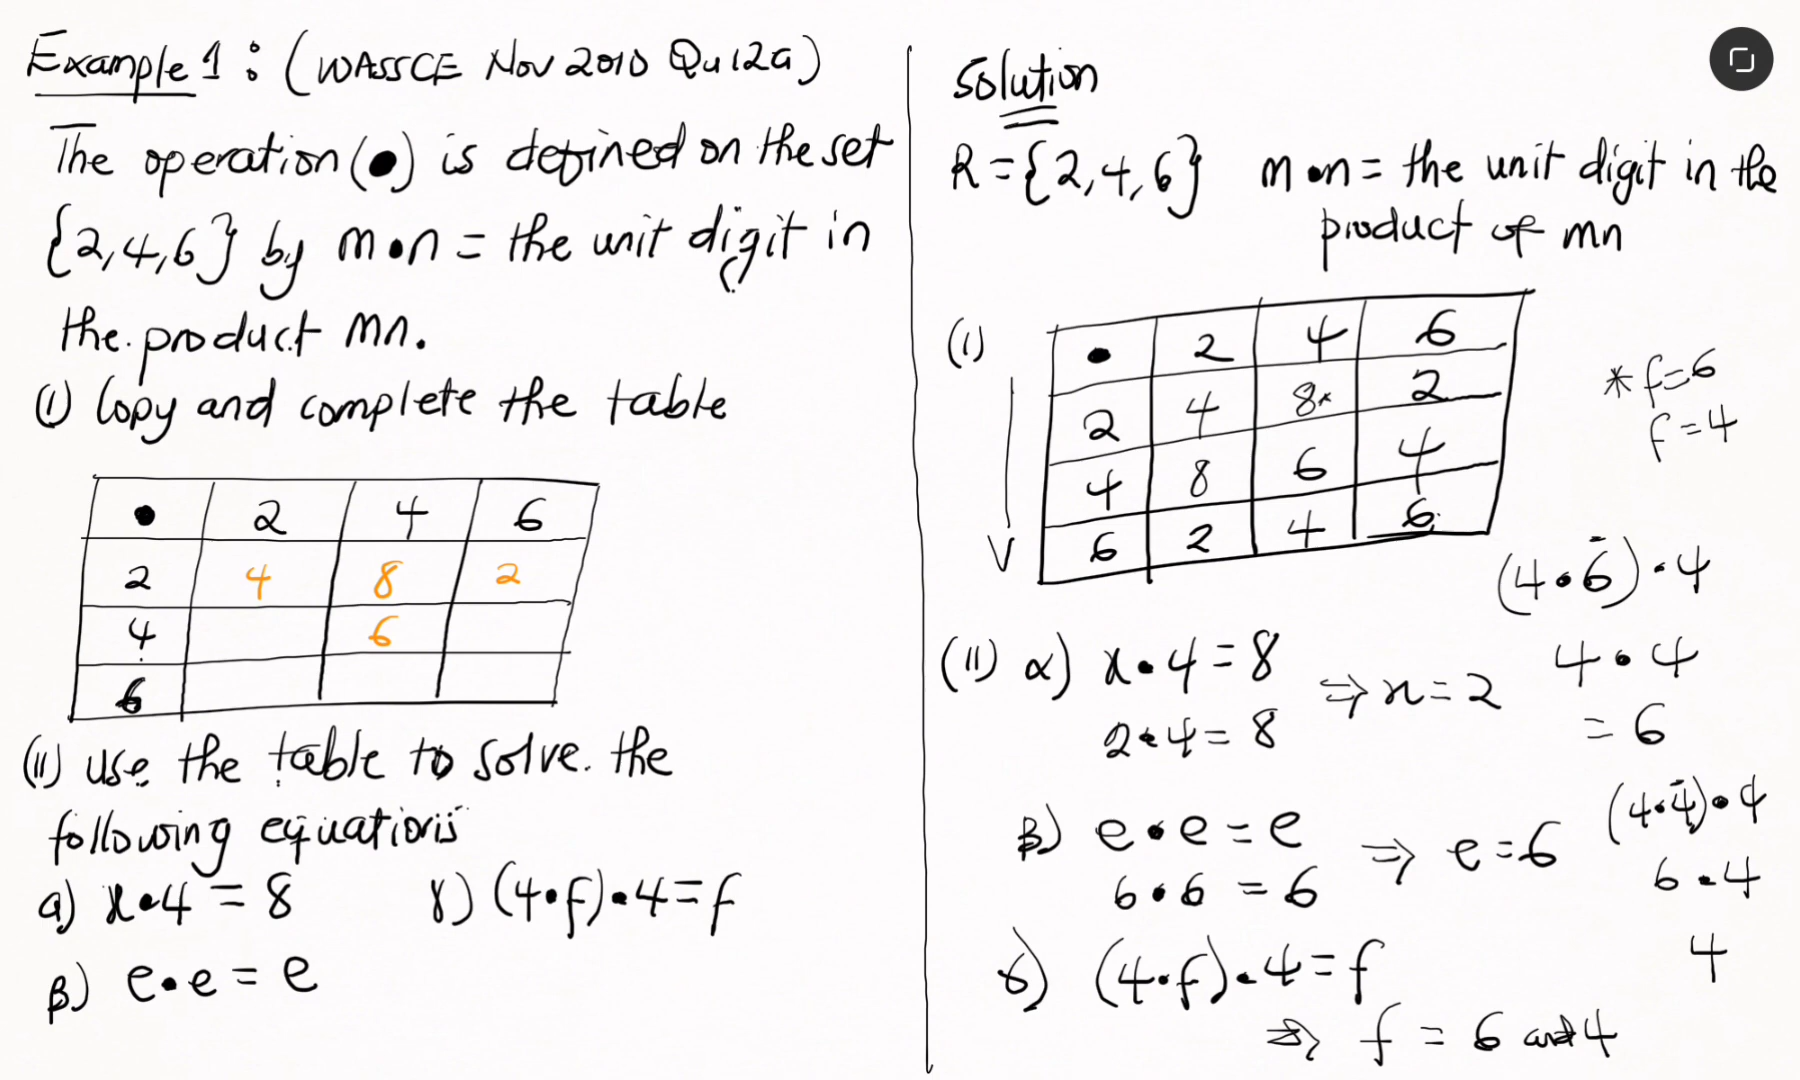 Example 1 : (WASSCE Nov 2010 Qu 12a)
The operation (●) is defined on the set
{2,4,6} by m●n = the unit digit in
the product mn.
(I) Copy and complete the table
● 2 4 6
2 4 8 2
4 6
6
(II) use the table to solve the
following equations
α) x●4 = 8 γ) (4●f)●4 = f
β) e●e = e
Solution
R = {2,4,6} m●n = the unit digit in the
product of mn
(I)
● 2 4 6
2 4 8* 2
4 8 6 4
6 2 4 6
* f=6
f=4
(4●6)●4
4●4
= 6
(II) α) x●4 = 8 ⇒ x = 2
2●4 = 8
β) e●e = e ⇒ e = 6
6●6 = 6
(4●4)●4
6●4
4
γ) (4●f)●4 = f
⇒ f = 6 and 4